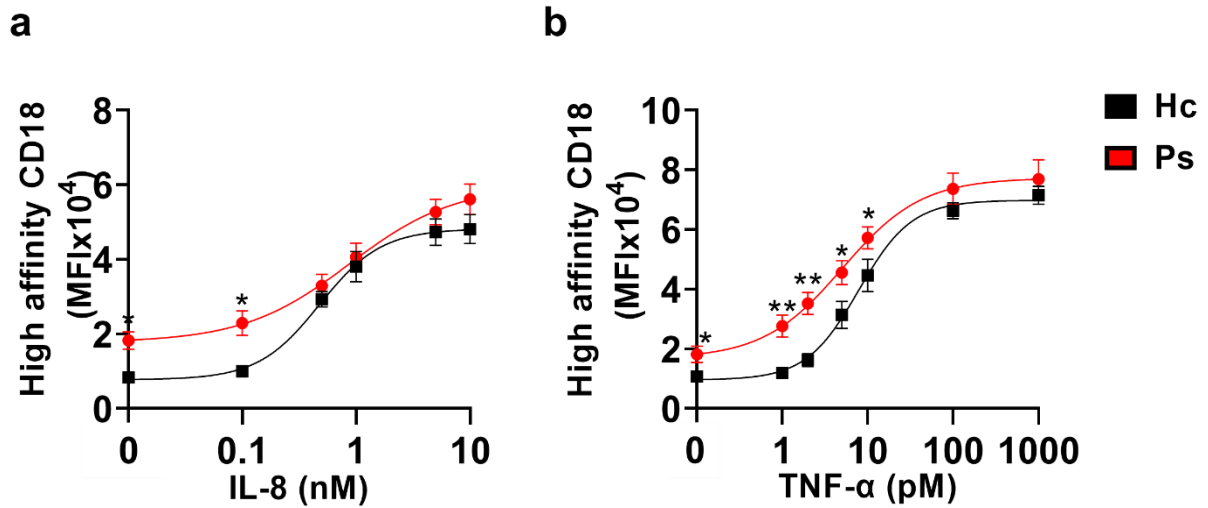 a
High affinity CD18
(MFIx10⁴)
8
6
4
2
0
*
*
0
0.1
1
10
IL-8 (nM)
b
High affinity CD18
(MFIx10⁴)
10
8
6
4
2
0
*
**
**
*
*
0
1
10
100
1000
TNF-α (pM)
Hc
Ps